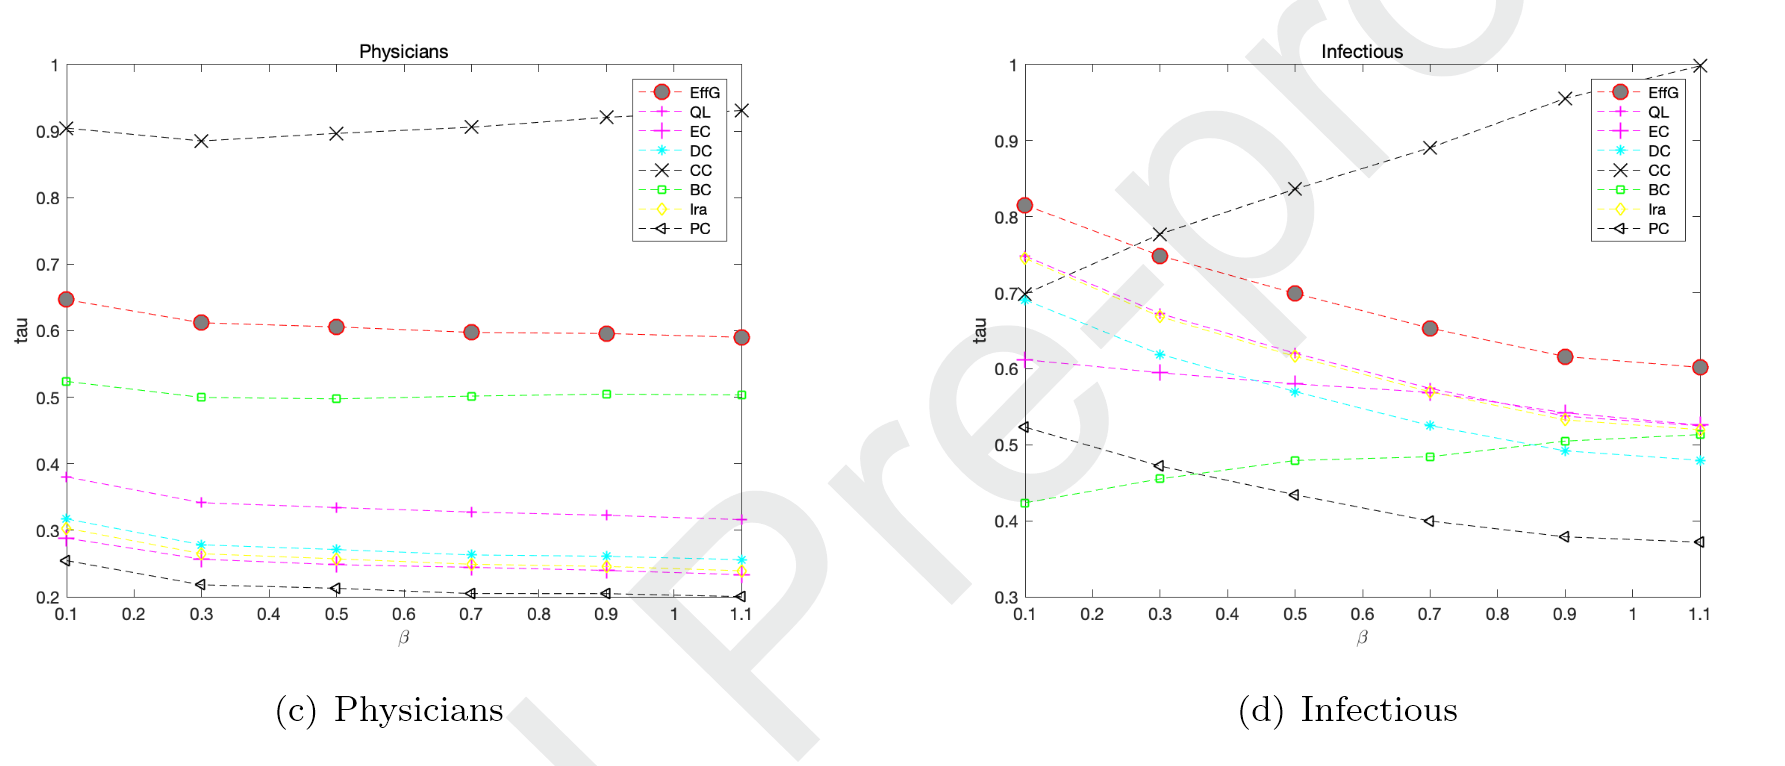 Physicians
1
0.9
0.8
0.7
0.6
0.5
0.4
0.3
0.2
tau
0.1 0.2 0.3 0.4 0.5 0.6 0.7 0.8 0.9 1 1.1
β
EffG
QL
EC
DC
CC
BC
Ira
PC
(c) Physicians
Infectious
1
0.9
0.8
0.7
0.6
0.5
0.4
0.3
tau
0.1 0.2 0.3 0.4 0.5 0.6 0.7 0.8 0.9 1 1.1
β
EffG
QL
EC
DC
CC
BC
Ira
PC
(d) Infectious
l Pre-pro